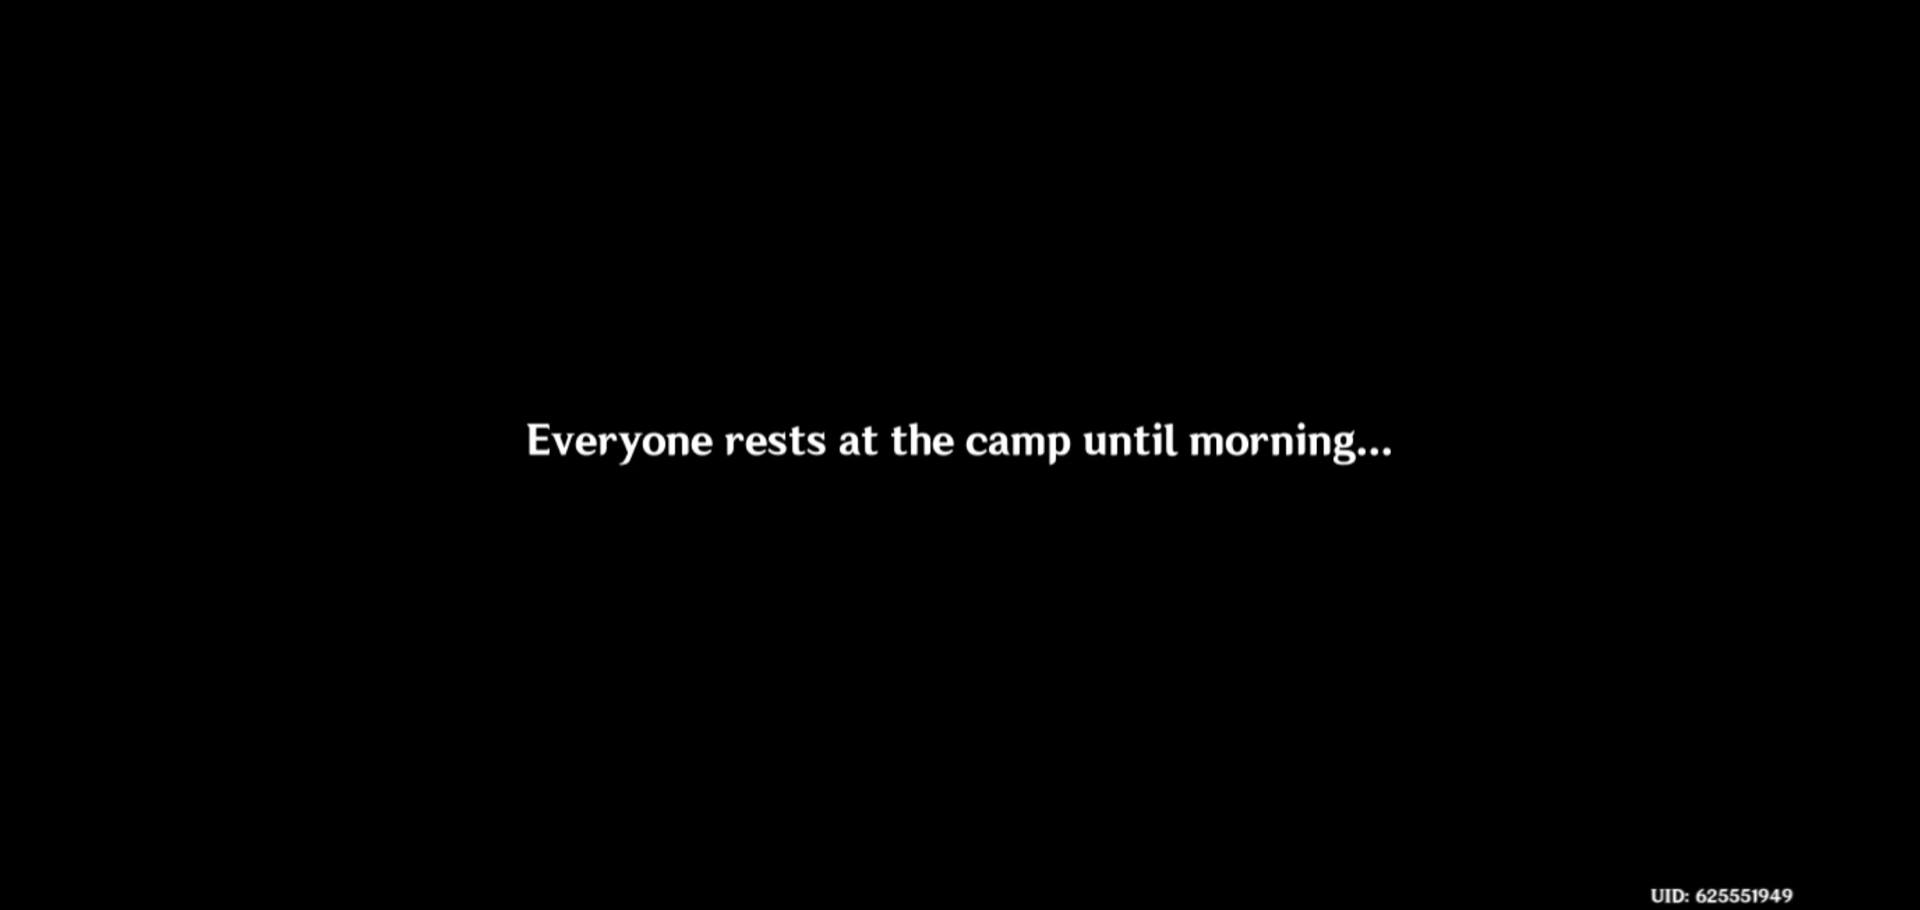 Everyone rests at the camp until morning...
UID: 625551949